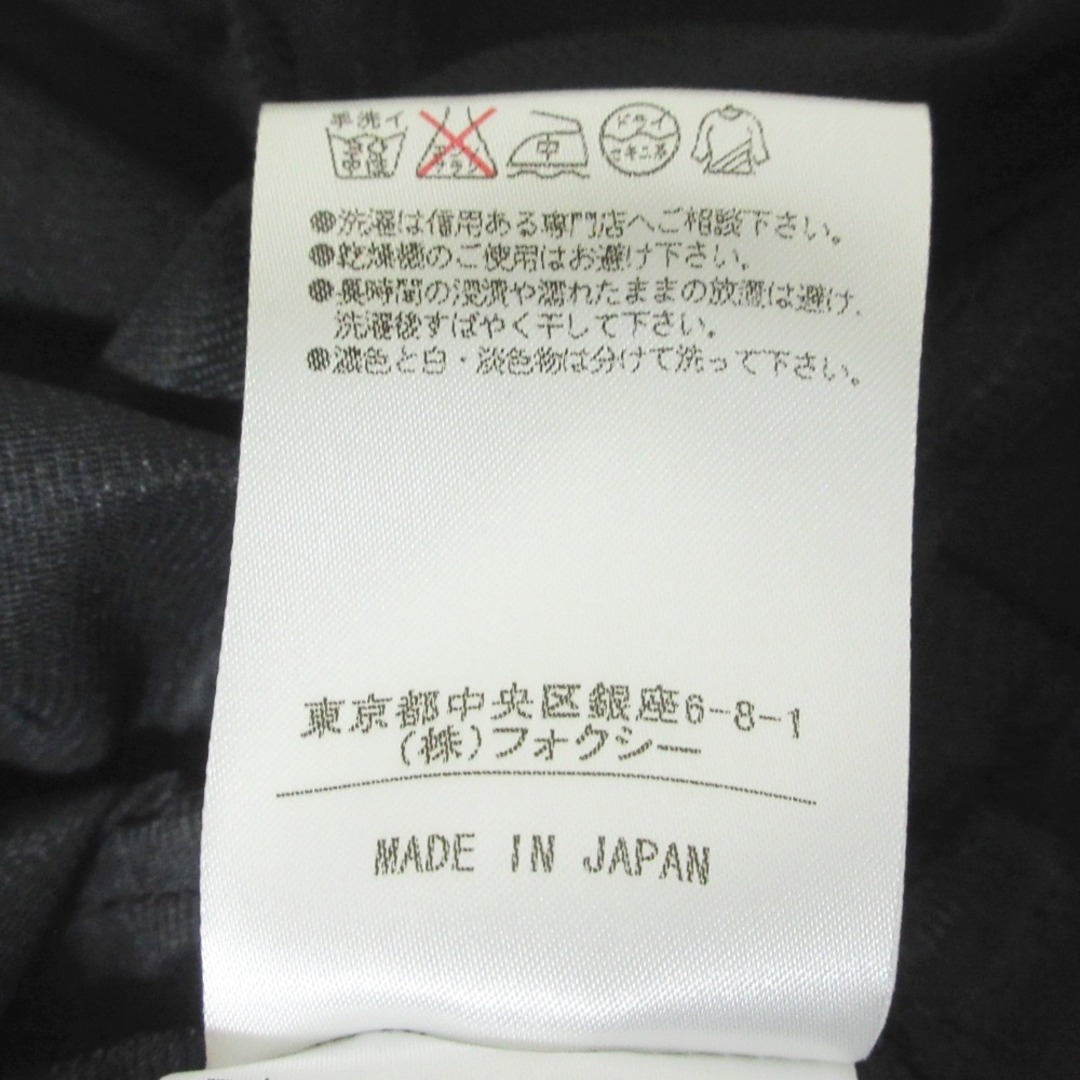 手洗イ
中
ドライ
セキユ系
●洗濯は信用ある専門店へご相談下さい。
●乾燥機のご使用はお避け下さい。
●長時間の浸漬や濡れたままの放置は避け、
洗濯後すばやく干して下さい。
●濃色と白・淡色物は分けて洗って下さい。
東京都中央区銀座6-8-1
(株)フォクシー
MADE IN JAPAN